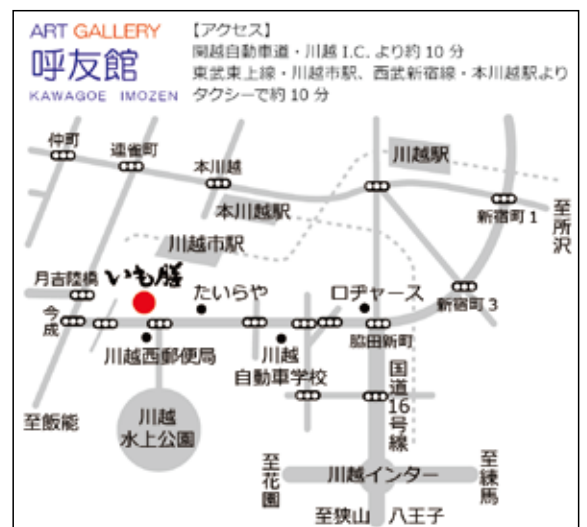 ART GALLERY
呼友館
KAWAGOE IMOZEN
【アクセス】
関越自動車道・川越 I.C. より約 10 分
東武東上線・川越市駅、西武新宿線・本川越駅より
タクシーで約 10 分
仲町
連雀町
本川越
川越駅
本川越駅
新宿町 1
至所沢
川越市駅
月吉陸橋
いも膳
たいらや
ロヂャース
新宿町 3
今成
川越西郵便局
川越
自動車学校
脇田新町
国道16号線
至飯能
川越
水上公園
至花園
川越インター
至練馬
至狭山 八王子